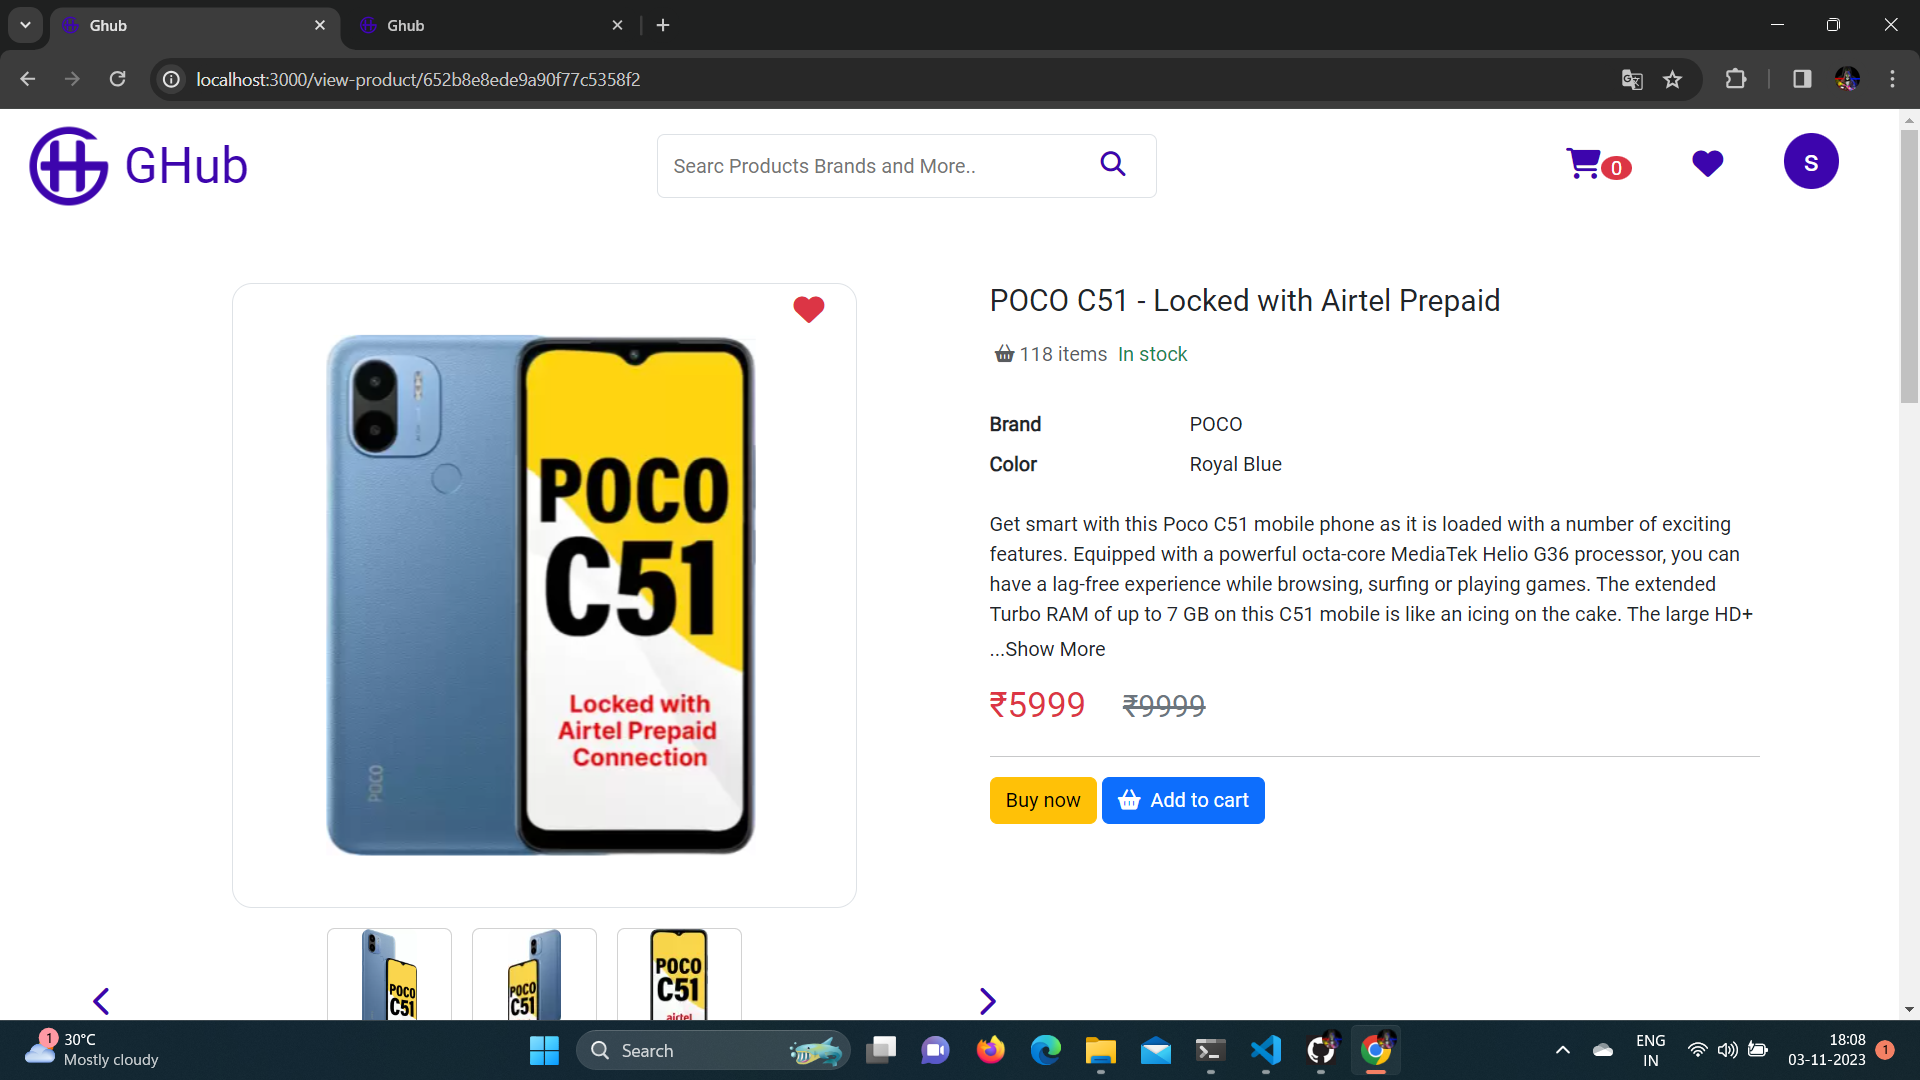 Ghub
Ghub
localhost:3000/view-product/652b8e8ede9a90f77c5358f2
GHub
Searc Products Brands and More..
0
S
POCO C51 - Locked with Airtel Prepaid
118 items In stock
Brand POCO
Color Royal Blue
Get smart with this Poco C51 mobile phone as it is loaded with a number of exciting
features. Equipped with a powerful octa-core MediaTek Helio G36 processor, you can
have a lag-free experience while browsing, surfing or playing games. The extended
Turbo RAM of up to 7 GB on this C51 mobile is like an icing on the cake. The large HD+
...Show More
₹5999 ₹9999
Buy now Add to cart
POCO
C51
Locked with
Airtel Prepaid
Connection
POCO
POCO
C51
POCO
C51
POCO
C51
airtel
1
30°C
Mostly cloudy
Search
ENG
IN
18:08
03-11-2023
1